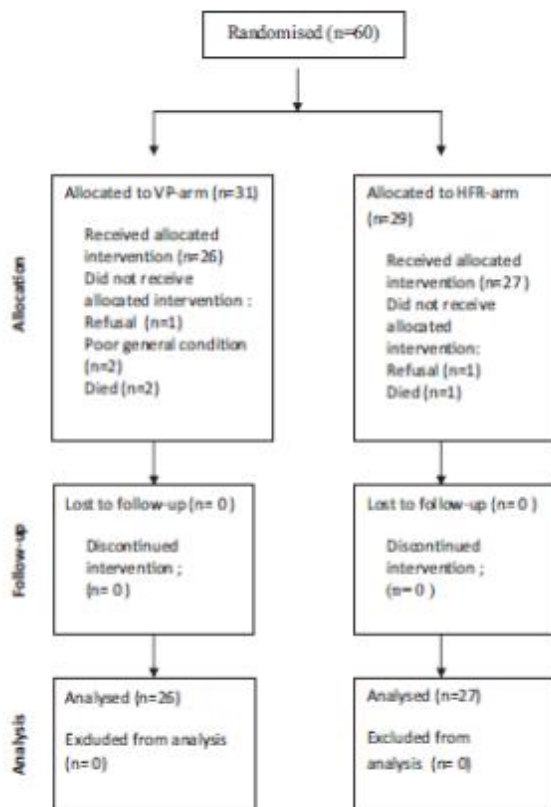 Randomised (n=60)
Allocation
Allocated to VP-arm (n=31)
Received allocated
intervention (n=26)
Did not receive
allocated intervention :
Refusal (n=1)
Poor general condition
(n=2)
Died (n=2)
Allocated to HFR-arm
(n=29)
Received allocated
intervention (n=27 )
Did not receive
allocated
intervention:
Refusal (n=1)
Died (n=1)
Follow-up
Lost to follow-up (n= 0 )
Discontinued
intervention ;
(n= 0 )
Lost to follow-up (n= 0 )
Discontinued
intervention ;
(n= 0 )
Analysis
Analysed (n=26)
Excluded from analysis
(n= 0)
Analysed (n=27)
Excluded from
analysis (n= 0)